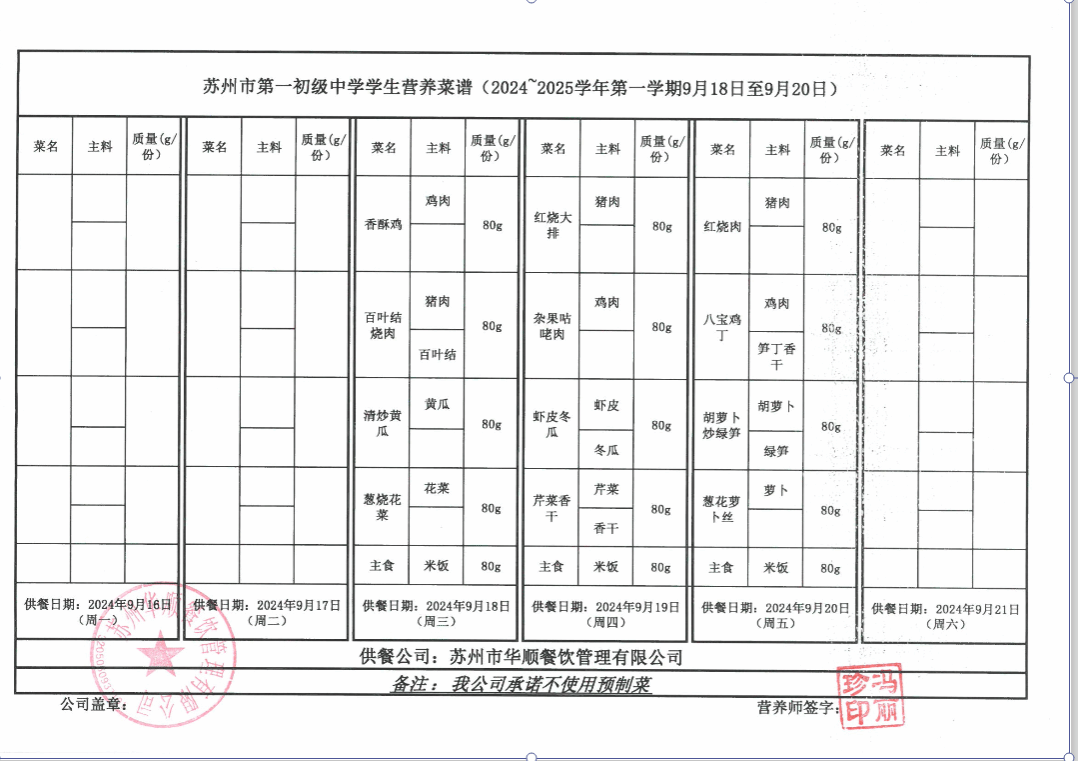 苏州市第一初级中学学生营养菜谱（2024~2025学年第一学期9月18日至9月20日）
菜名 主料 质量(g/份) 菜名 主料 质量(g/份) 菜名 主料 质量(g/份) 菜名 主料 质量(g/份) 菜名 主料 质量(g/份) 菜名 主料 质量(g/份)
香酥鸡 鸡肉 80g 红烧大排 猪肉 80g 红烧肉 猪肉 80g
百叶结烧肉 猪肉 百叶结 80g 杂果咕咾肉 鸡肉 80g 八宝鸡丁 鸡肉 笋丁香干 80g
清炒黄瓜 黄瓜 80g 虾皮冬瓜 虾皮 冬瓜 80g 胡萝卜炒绿笋 胡萝卜 绿笋 80g
葱烧花菜 花菜 80g 芹菜香干 芹菜 香干 80g 葱花萝卜丝 萝卜 80g
主食 米饭 80g 主食 米饭 80g 主食 米饭 80g
供餐日期：2024年9月16日（周一） 供餐日期：2024年9月17日（周二） 供餐日期：2024年9月18日（周三） 供餐日期：2024年9月19日（周四） 供餐日期：2024年9月20日（周五） 供餐日期：2024年9月21日（周六）
供餐公司：苏州市华顺餐饮管理有限公司
备注：我公司承诺不使用预制菜
公司盖章： 营养师签字：
苏州华顺餐饮管理有限公司
冯丽珍印